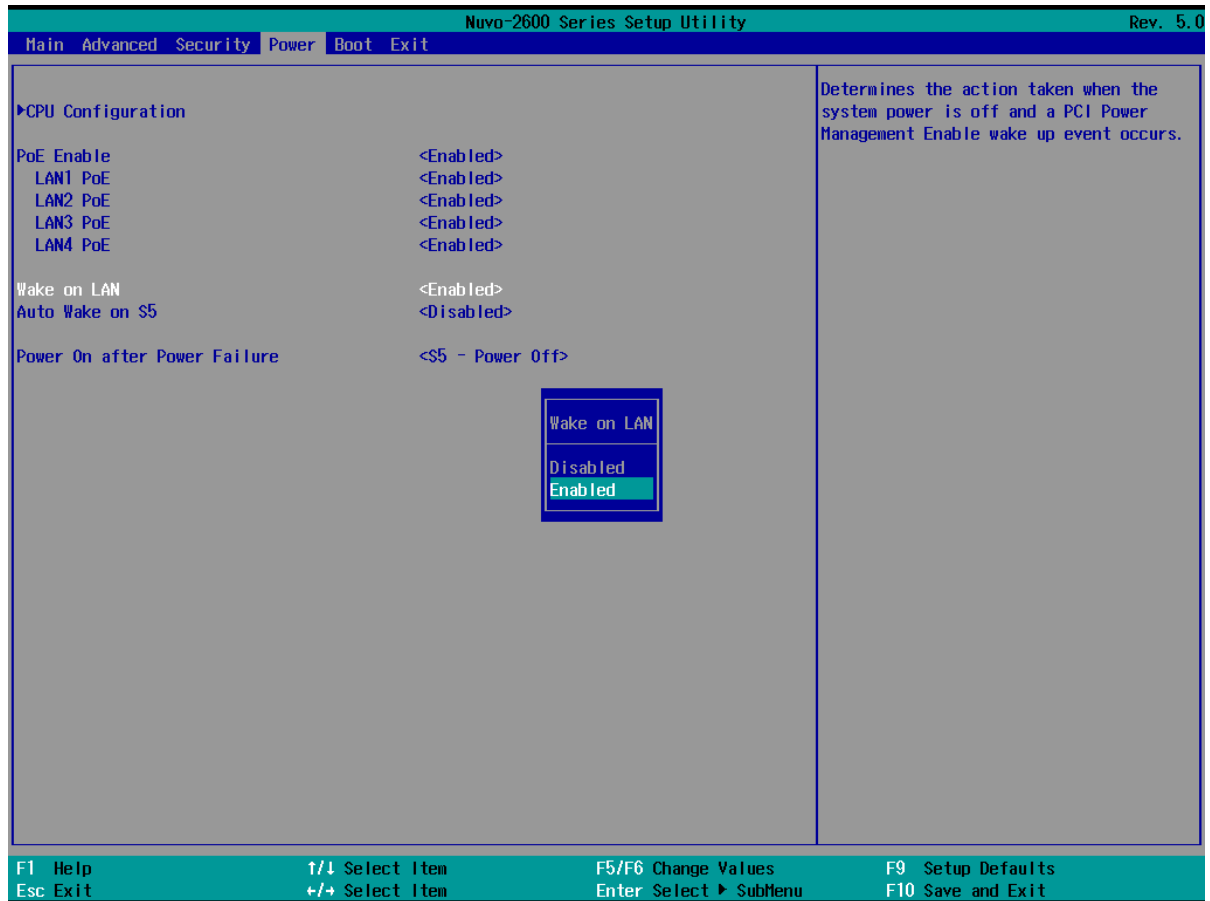 Nuvo-2600 Series Setup Utility Rev. 5.0
Main Advanced Security Power Boot Exit
▶CPU Configuration
PoE Enable <Enabled>
LAN1 PoE <Enabled>
LAN2 PoE <Enabled>
LAN3 PoE <Enabled>
LAN4 PoE <Enabled>
Wake on LAN <Enabled>
Auto Wake on S5 <Disabled>
Power On after Power Failure <S5 - Power Off>
Wake on LAN
Disabled
Enabled
Determines the action taken when the
system power is off and a PCI Power
Management Enable wake up event occurs.
F1 Help ↑/↓ Select Item F5/F6 Change Values F9 Setup Defaults
Esc Exit ←/→ Select Item Enter Select ▶ SubMenu F10 Save and Exit